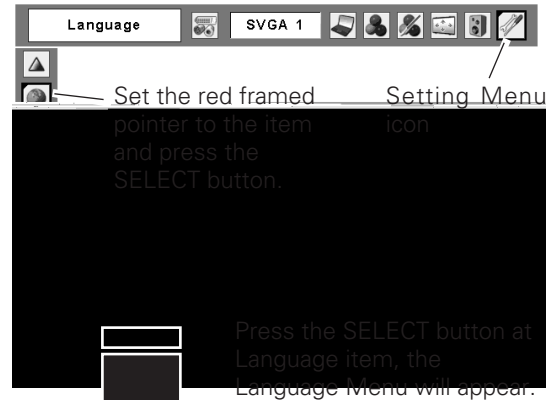 Language
SVGA 1
Set the red framed
pointer to the item
and press the
SELECT button.
Setting Menu
icon
Press the SELECT button at
Language item, the
Language Menu will appear.